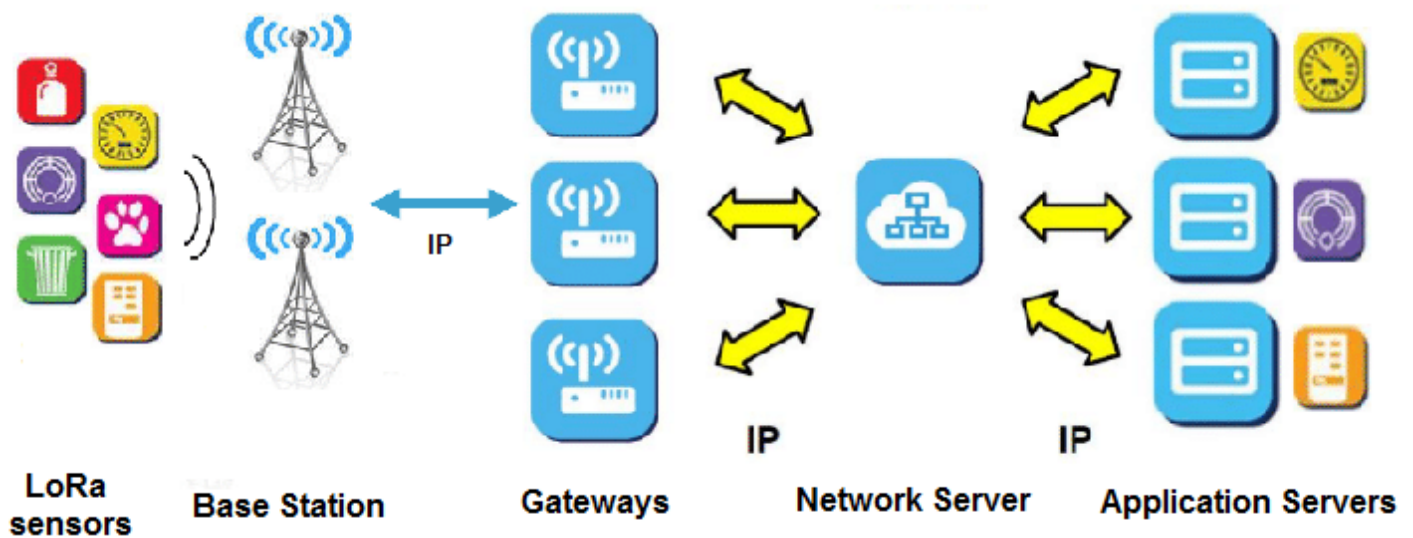 IP
IP
IP
LoRa
sensors
Base Station
Gateways
Network Server
Application Servers